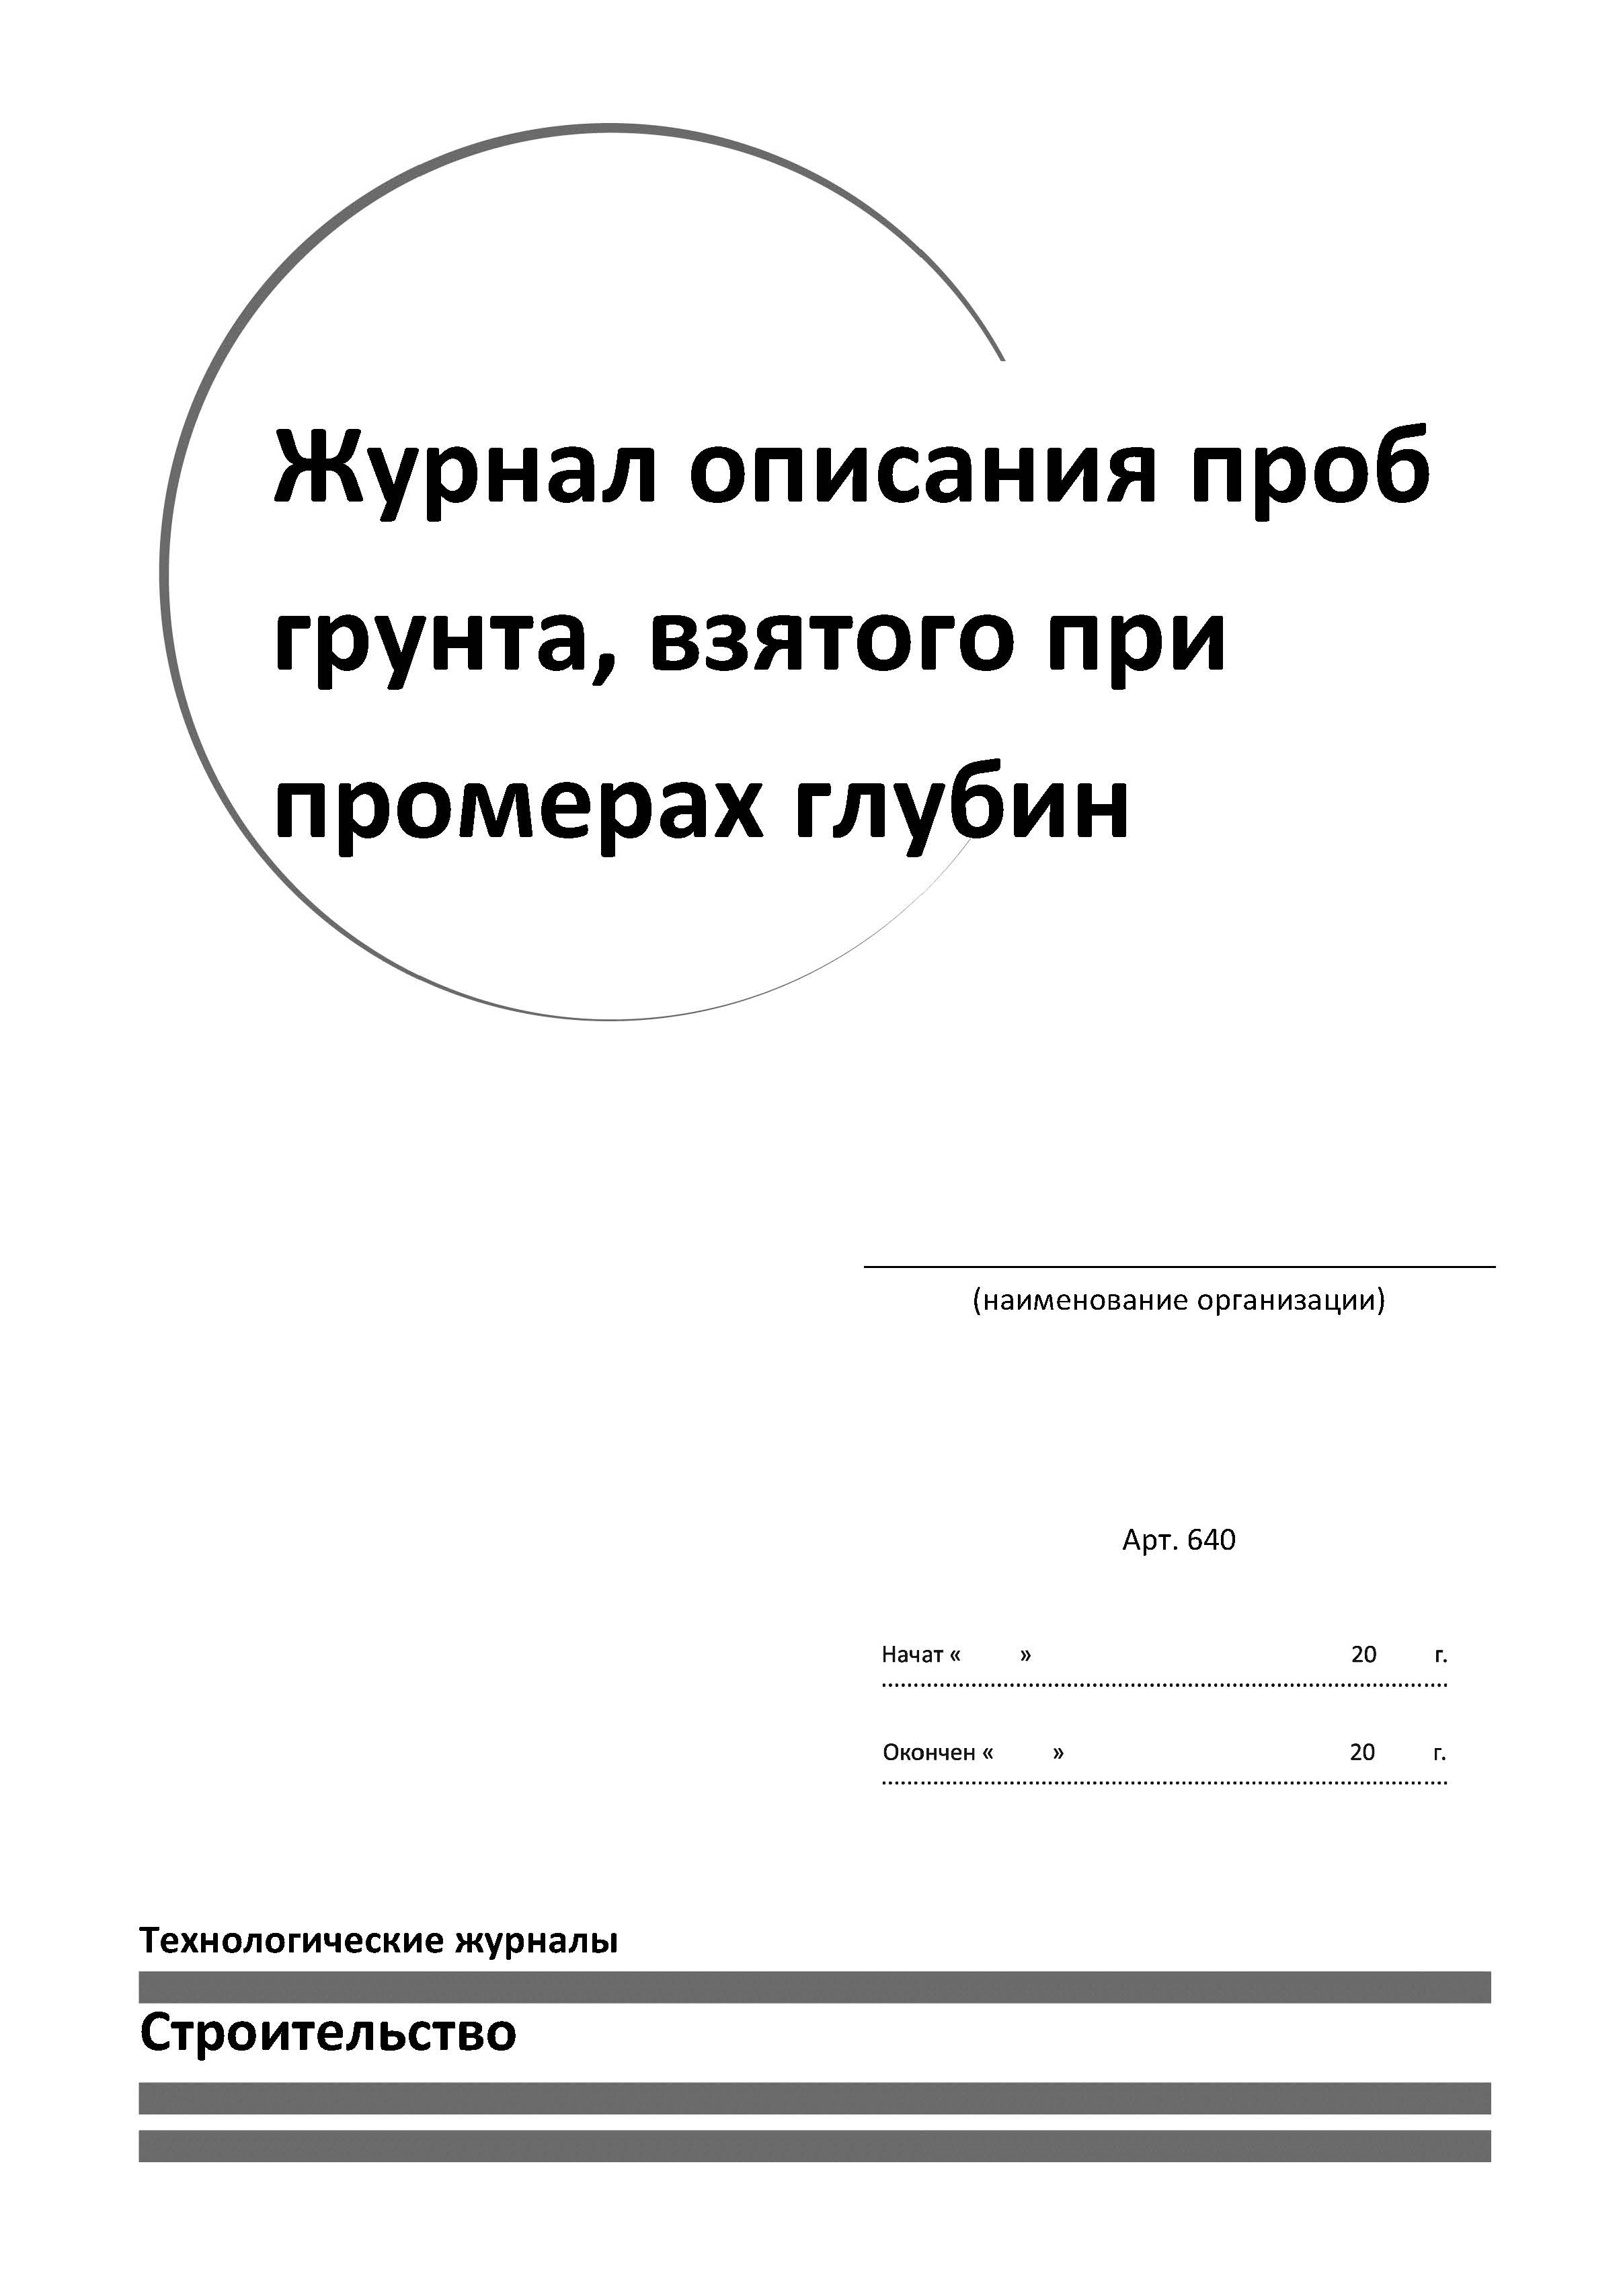 Журнал описания проб
грунта, взятого при
промерах глубин
(наименование организации)
Арт. 640
Начат « » 20 г.
Окончен « » 20 г.
Технологические журналы
Строительство